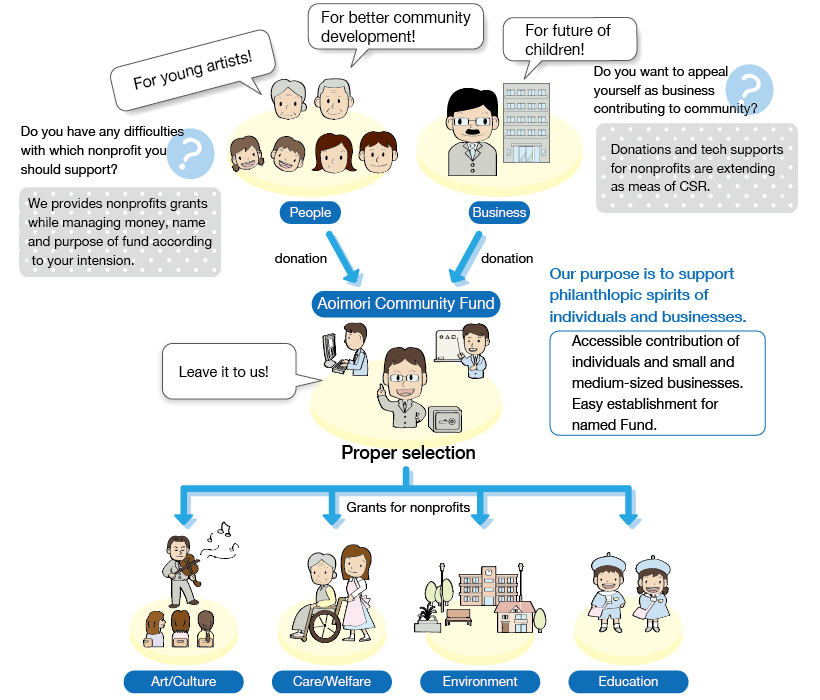 For young artists!
For better community
development!
For future of
children!
Do you want to appeal
yourself as business
contributing to community?
?
Do you have any difficulties
with which nonprofit you
should support?
?
Donations and tech supports
for nonprofits are extending
as meas of CSR.
We provides nonprofits grants
while managing money, name
and purpose of fund according
to your intension.
People
Business
donation
donation
Aoimori Community Fund
Our purpose is to support
philanthlopic spirits of
individuals and businesses.
Leave it to us!
Accessible contribution of
individuals and small and
medium-sized businesses.
Easy establishment for
named Fund.
Proper selection
Grants for nonprofits
Art/Culture
Care/Welfare
Environment
Education